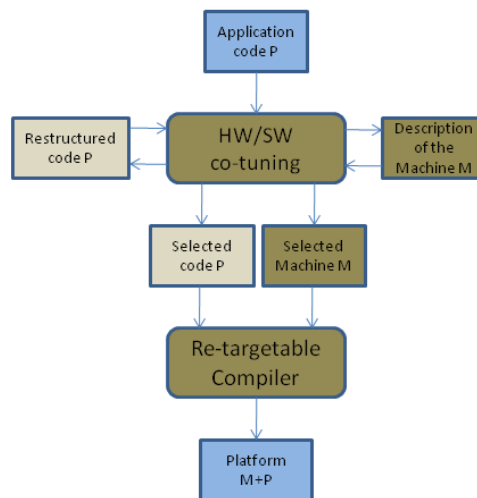 Application
code P
Restructured
code P
HW/SW
co-tuning
Description
of the
Machine M
Selected
code P
Selected
Machine M
Re-targetable
Compiler
Platform
M+P